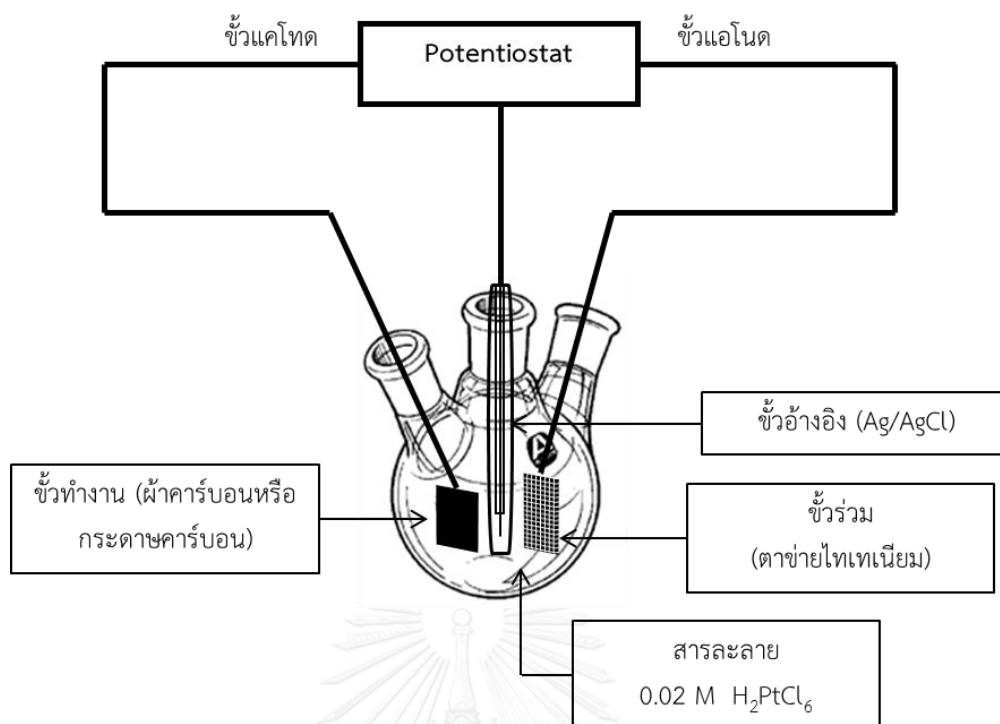 ขั้วแคโทด
Potentiostat
ขั้วแอโนด
ขั้วอ้างอิง (Ag/AgCl)
ขั้วทำงาน (ผ้าคาร์บอนหรือ
กระดาษคาร์บอน)
ขั้วร่วม
(ตาข่ายไทเทเนียม)
สารละลาย
0.02 M H₂PtCl₆